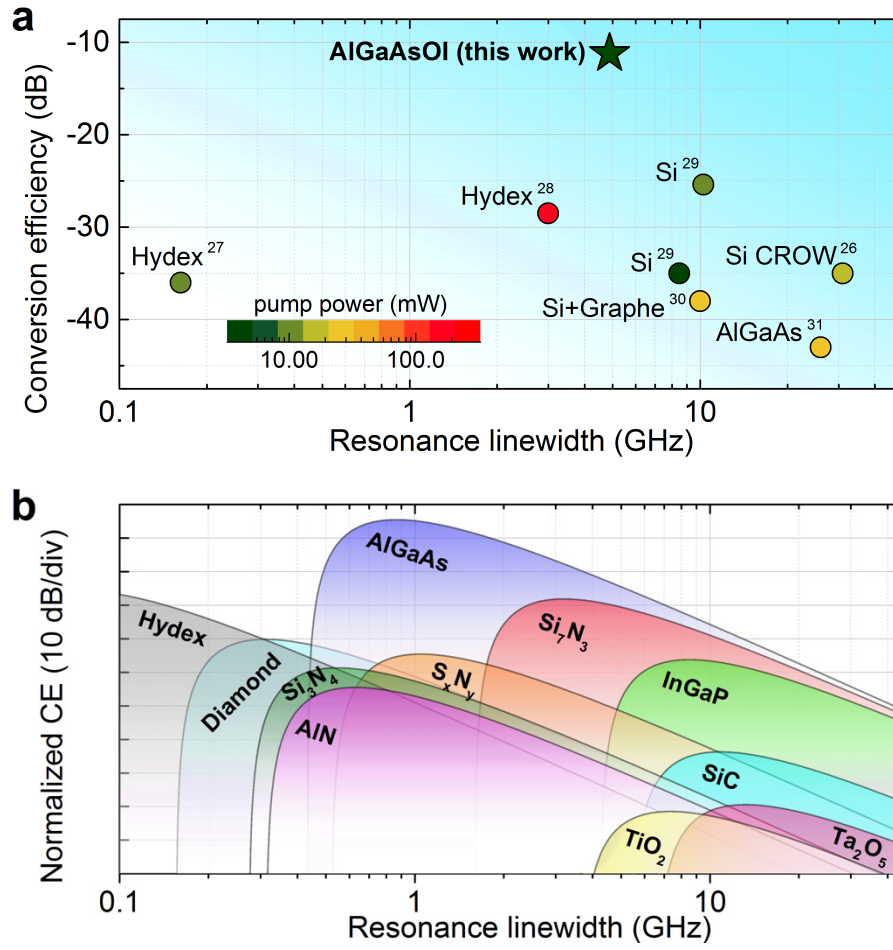 a
AlGaAsOI (this work)
Si 29
Hydex 28
Hydex 27
Si 29
Si CROW 26
Si+Graphe 30
AlGaAs 31
pump power (mW)
10.00 100.0
-10
-20
-30
-40
Conversion efficiency (dB)
0.1 1 10
Resonance linewidth (GHz)
b
AlGaAs
Hydex
Diamond
Si3N4
SxNy
Si7N3
AlN
InGaP
SiC
TiO2
Ta2O5
Normalized CE (10 dB/div)
0.1 1 10
Resonance linewidth (GHz)